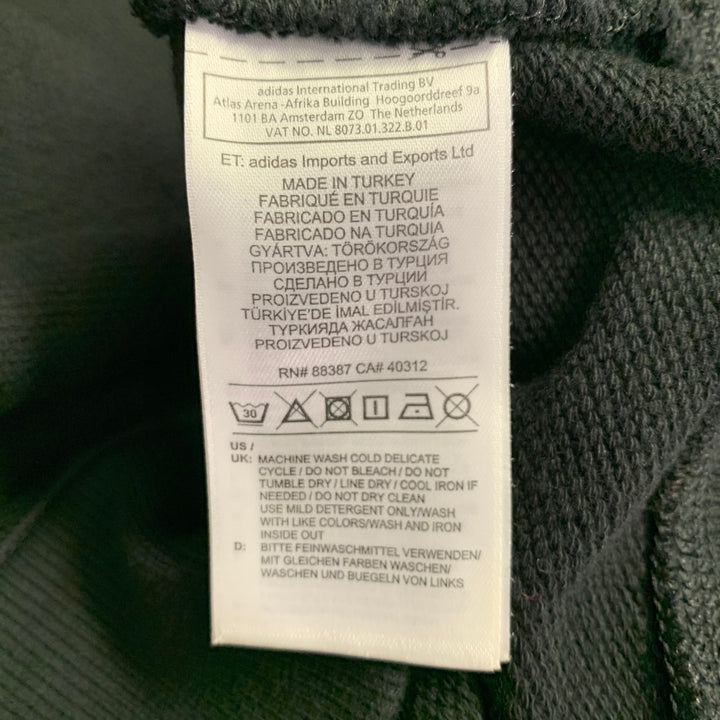 adidas International Trading BV
Atlas Arena -Afrika Building Hoogoorddreef 9a
1101 BA Amsterdam ZO The Netherlands
VAT NO. NL 8073.01.322.B.01
ET: adidas Imports and Exports Ltd
MADE IN TURKEY
FABRIQUÉ EN TURQUIE
FABRICADO EN TURQUÍA
FABRICADO NA TURQUIA
GYÁRTVA: TÖRÖKORSZÁG
ПРОИЗВЕДЕНО В ТУРЦИЯ
СДЕЛАНО В ТУРЦИИ
PROIZVEDENO U TURSKOJ
TÜRKİYE'DE İMAL EDİLMİŞTİR.
ТҮРКИЯДА ЖАСАЛҒАН
PROIZVEDENO U TURSKOJ
RN# 88387 CA# 40312
30
US /
UK: MACHINE WASH COLD DELICATE
CYCLE / DO NOT BLEACH / DO NOT
TUMBLE DRY / LINE DRY / COOL IRON IF
NEEDED / DO NOT DRY CLEAN
USE MILD DETERGENT ONLY/WASH
WITH LIKE COLORS/WASH AND IRON
INSIDE OUT
D: BITTE FEINWASCHMITTEL VERWENDEN/
MIT GLEICHEN FARBEN WASCHEN/
WASCHEN UND BUEGELN VON LINKS